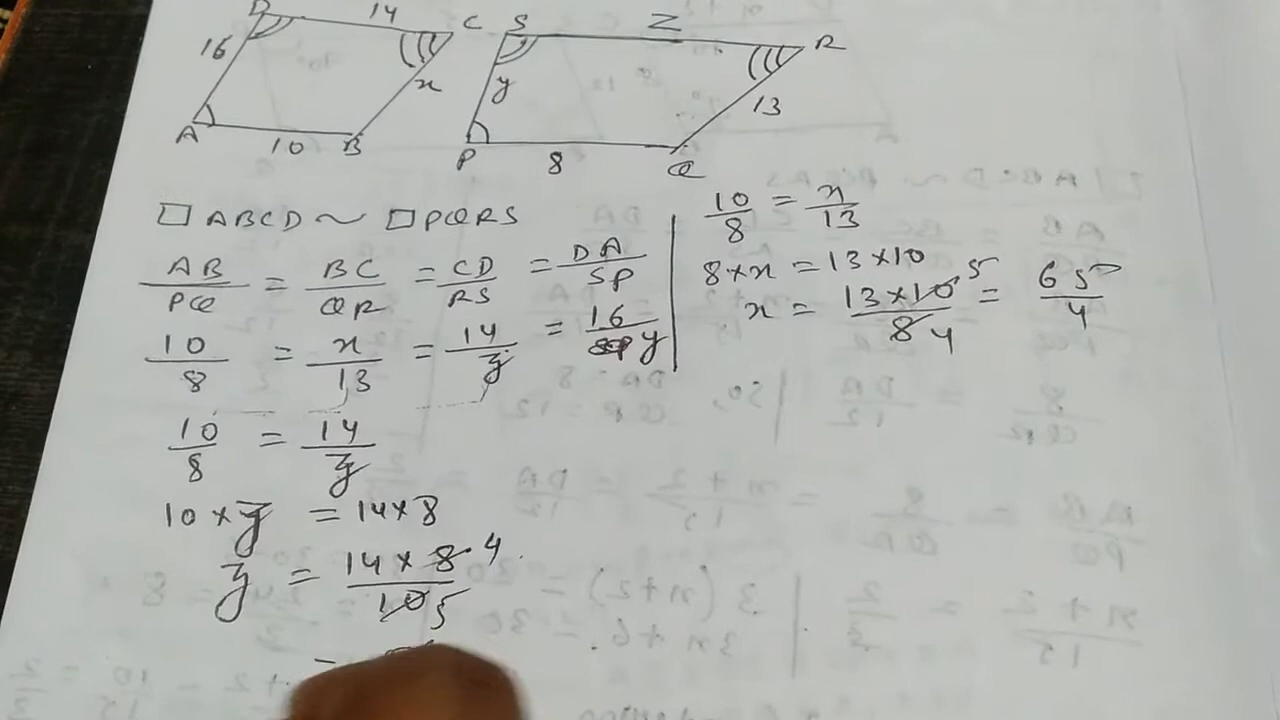 D 14 C S Z R
16 x y 13
A 10 B P 8 Q
□ ABCD ~ □ PQRS
AB/PQ = BC/QR = CD/RS = DA/SP
10/8 = x/13 = 14/z = 16/y
10/8 = 14/z
10 × z = 14 × 8
z = 14 × 8 4 / 10 5
=
10/8 = x/13
8 × x = 13 × 10
x = 13 × 10 5 / 8 4 = 65/4